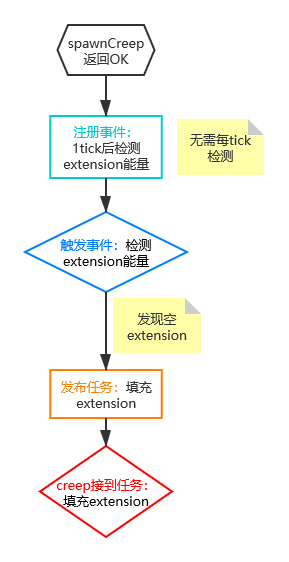 spawnCreep
返回OK
注册事件：
1tick后检测
extension能量
无需每tick
检测
触发事件：检测
extension能量
发现空
extension
发布任务：填充
extension
creep接到任务：
填充extension